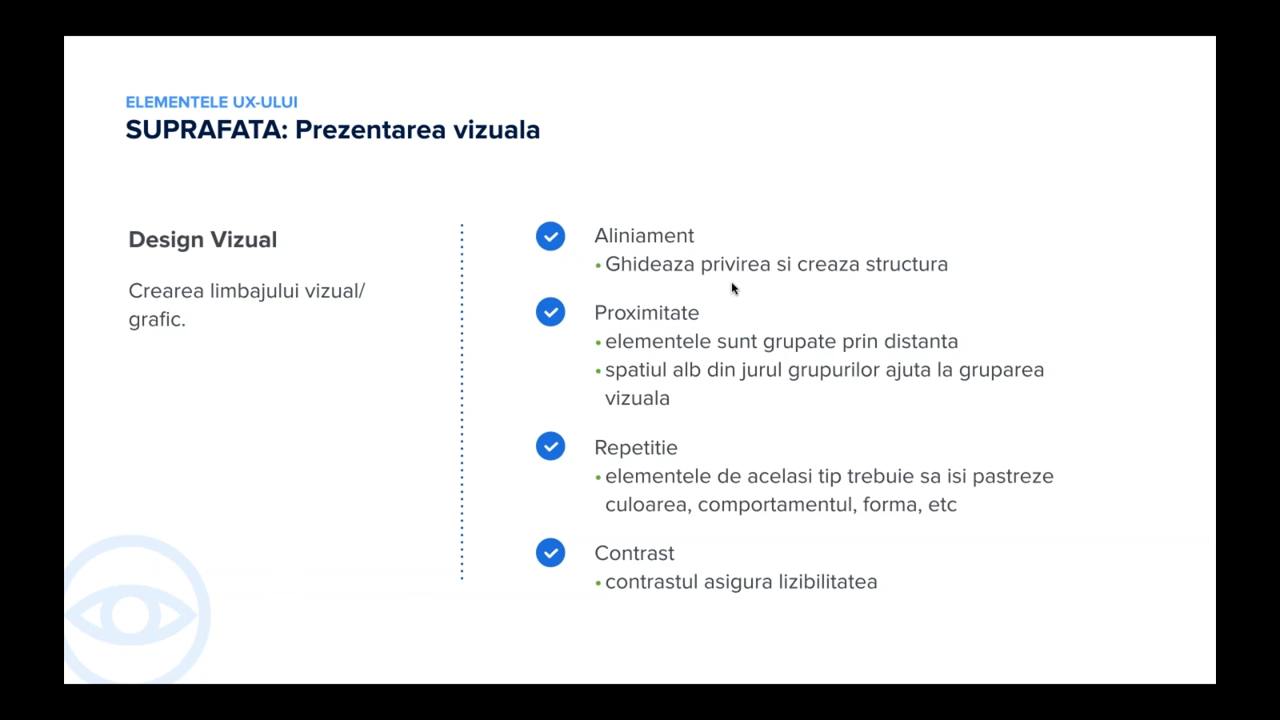 ELEMENTELE UX-ULUI
SUPRAFATA: Prezentarea vizuala
Design Vizual
Crearea limbajului vizual/
grafic.
Aliniament
• Ghideaza privirea si creaza structura
Proximitate
• elementele sunt grupate prin distanta
• spatiul alb din jurul grupurilor ajuta la gruparea
vizuala
Repetitie
• elementele de acelasi tip trebuie sa isi pastreze
culoarea, comportamentul, forma, etc
Contrast
• contrastul asigura lizibilitatea